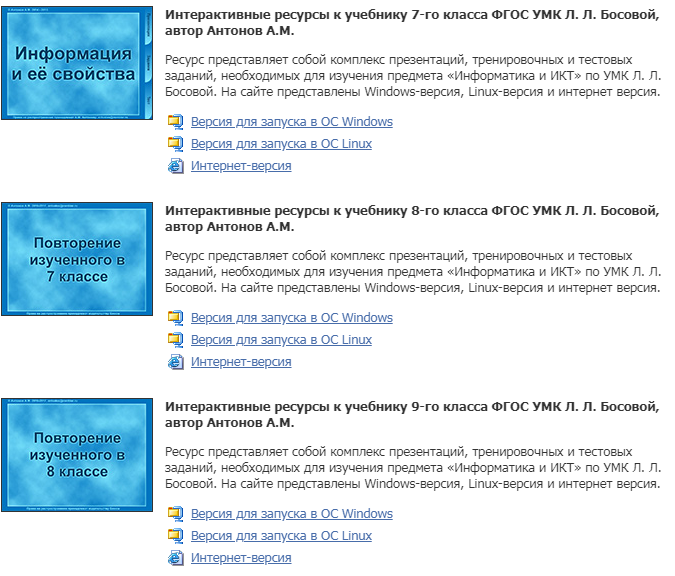 Информация
и её свойства
Интерактивные ресурсы к учебнику 7-го класса ФГОС УМК Л. Л. Босовой,
автор Антонов А.М.
Ресурс представляет собой комплекс презентаций, тренировочных и тестовых
заданий, необходимых для изучения предмета «Информатика и ИКТ» по УМК Л. Л.
Босовой. На сайте представлены Windows-версия, Linux-версия и интернет версия.
Версия для запуска в ОС Windows
Версия для запуска в ОС Linux
Интернет-версия
Повторение
изученного в
7 классе
Интерактивные ресурсы к учебнику 8-го класса ФГОС УМК Л. Л. Босовой,
автор Антонов А.М.
Ресурс представляет собой комплекс презентаций, тренировочных и тестовых
заданий, необходимых для изучения предмета «Информатика и ИКТ» по УМК Л. Л.
Босовой. На сайте представлены Windows-версия, Linux-версия и интернет версия.
Версия для запуска в ОС Windows
Версия для запуска в ОС Linux
Интернет-версия
Повторение
изученного в
8 классе
Интерактивные ресурсы к учебнику 9-го класса ФГОС УМК Л. Л. Босовой,
автор Антонов А.М.
Ресурс представляет собой комплекс презентаций, тренировочных и тестовых
заданий, необходимых для изучения предмета «Информатика и ИКТ» по УМК Л. Л.
Босовой. На сайте представлены Windows-версия, Linux-версия и интернет версия.
Версия для запуска в ОС Windows
Версия для запуска в ОС Linux
Интернет-версия